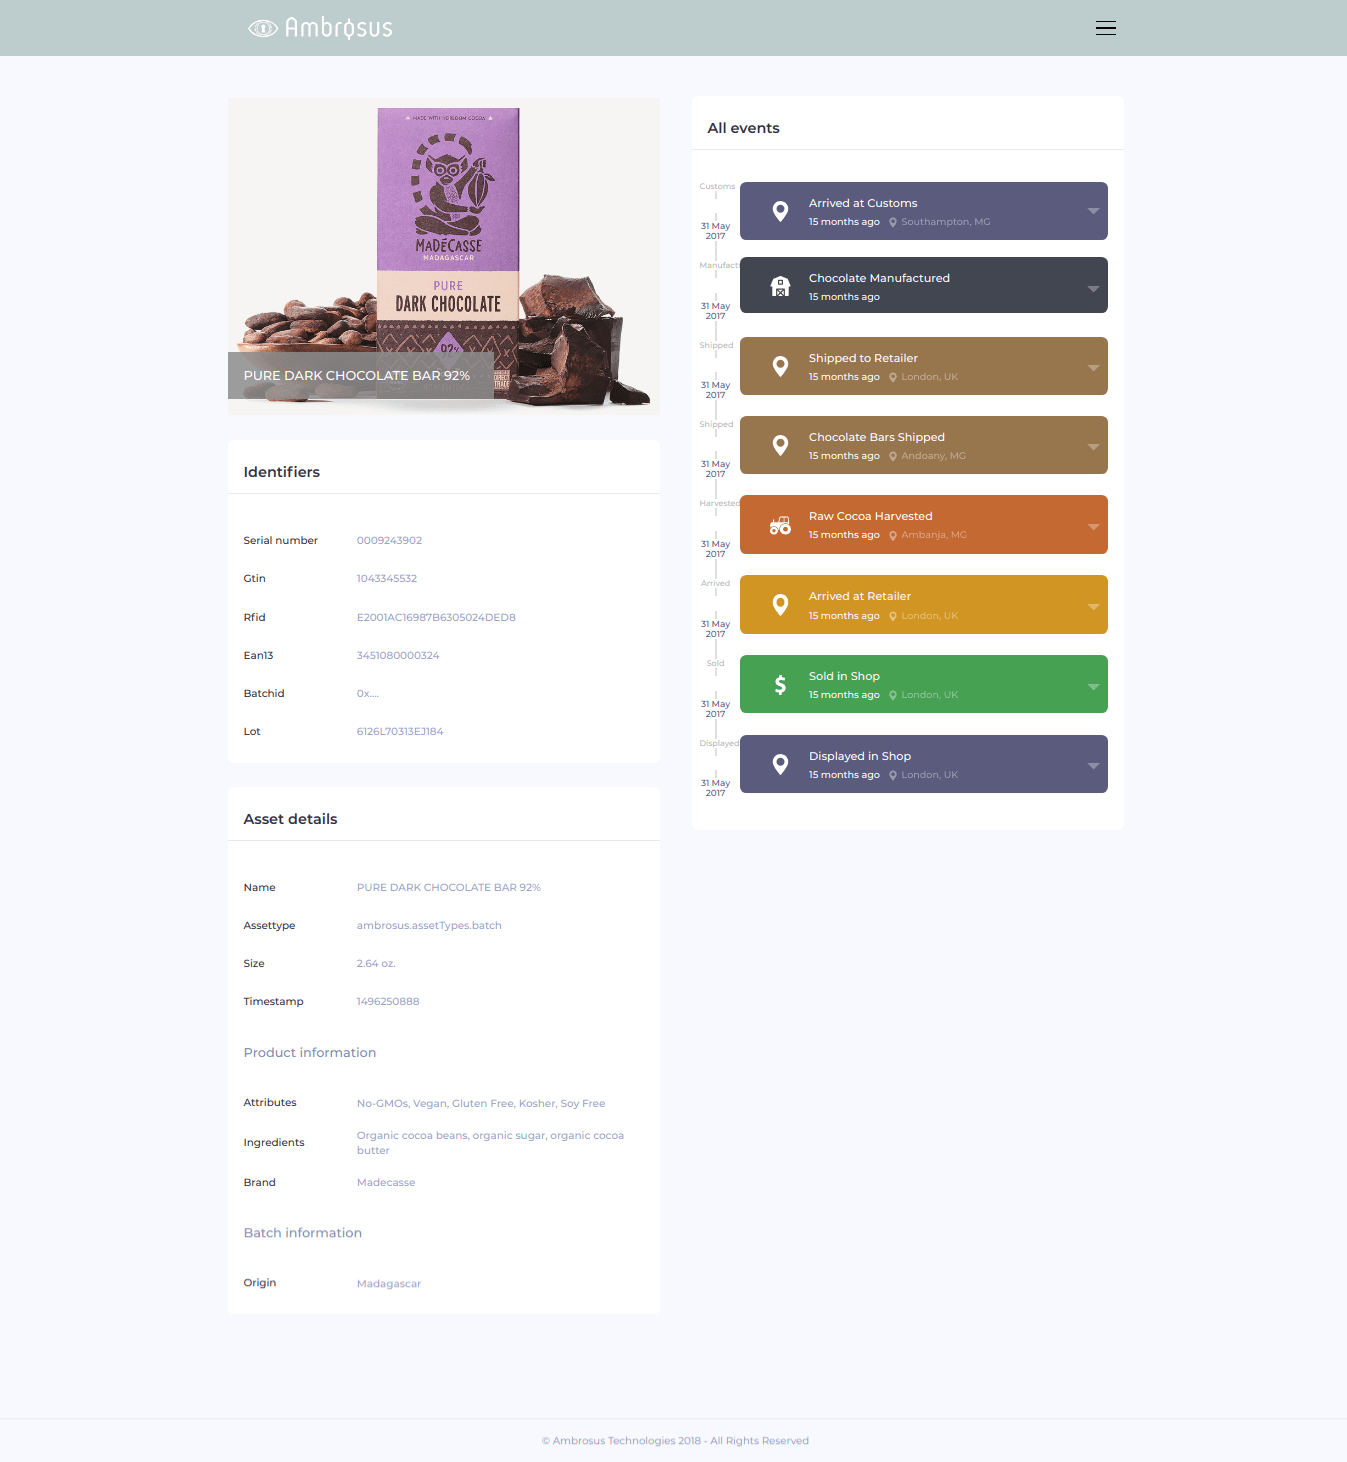 Ambrosus
MADE WITH HEIRLOOM COCOA
MADÉCASSE
MADAGASCAR
PURE
DARK CHOCOLATE
92%
DIRECT
TRADE
PURE DARK CHOCOLATE BAR 92%
Identifiers
Serial number 0009243902
Gtin 1043345532
Rfid E2001AC16987B6305024DED8
Ean13 3451080000324
Batchid 0x....
Lot 6126L70313EJ184
Asset details
Name PURE DARK CHOCOLATE BAR 92%
Assettype ambrosus.assetTypes.batch
Size 2.64 oz.
Timestamp 1496250888
Product information
Attributes No-GMOs, Vegan, Gluten Free, Kosher, Soy Free
Ingredients Organic cocoa beans, organic sugar, organic cocoa
butter
Brand Madecasse
Batch information
Origin Madagascar
All events
Customs
31 May
2017
Arrived at Customs
15 months ago Southampton, MG
Manufact
31 May
2017
Chocolate Manufactured
15 months ago
Shipped
31 May
2017
Shipped to Retailer
15 months ago London, UK
Shipped
31 May
2017
Chocolate Bars Shipped
15 months ago Andoany, MG
Harvested
31 May
2017
Raw Cocoa Harvested
15 months ago Ambanja, MG
Arrived
31 May
2017
Arrived at Retailer
15 months ago London, UK
Sold
31 May
2017
Sold in Shop
15 months ago London, UK
Displayed
31 May
2017
Displayed in Shop
15 months ago London, UK
© Ambrosus Technologies 2018 - All Rights Reserved